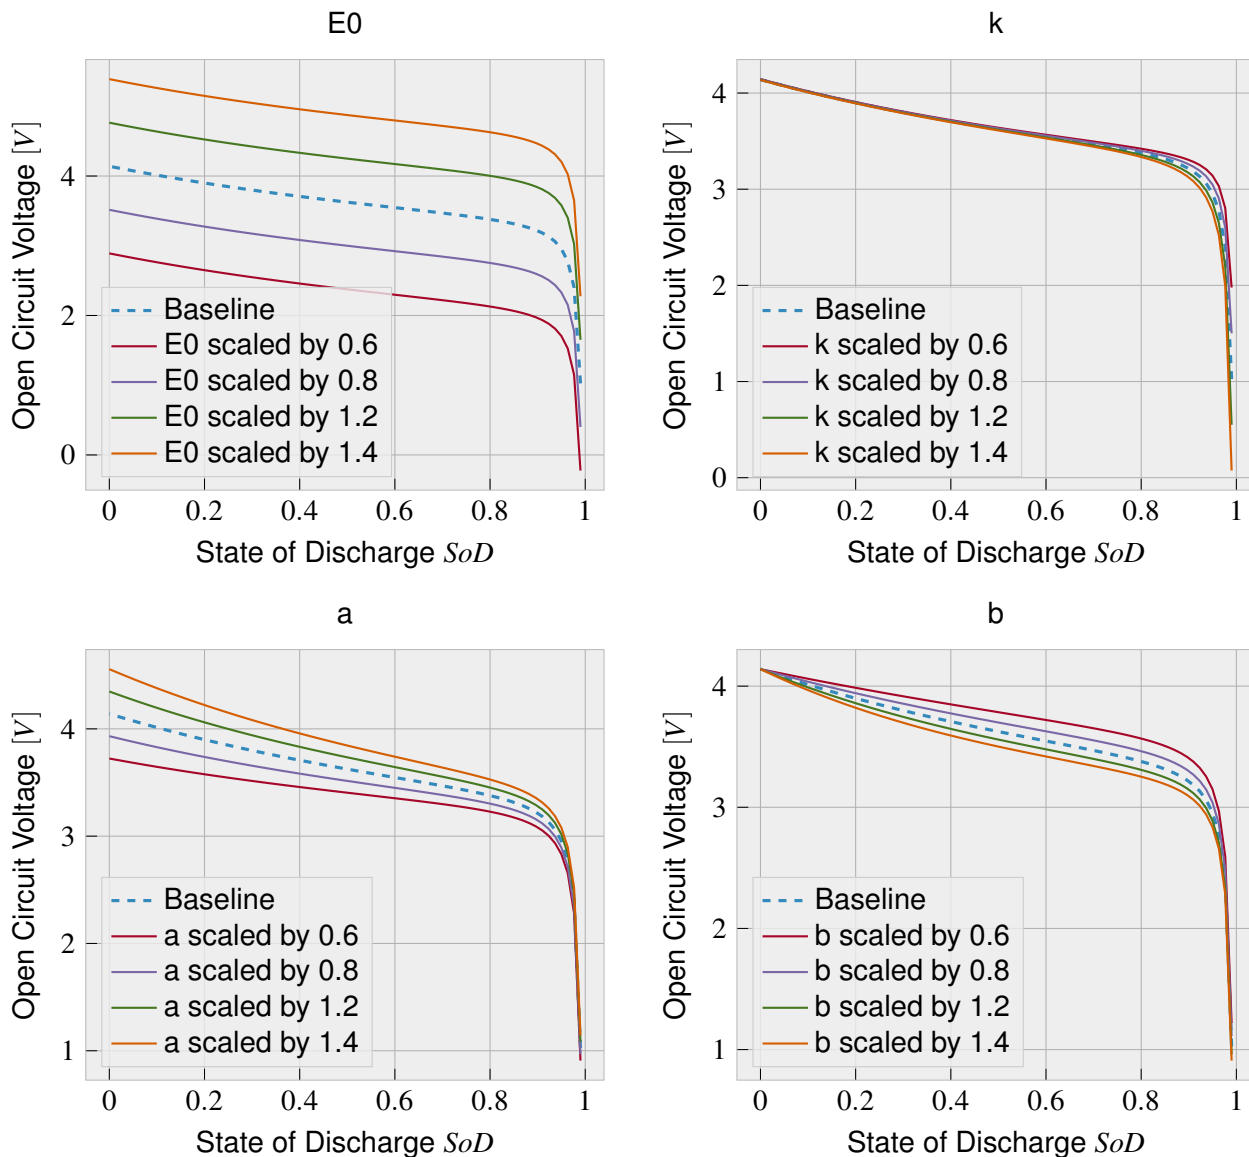 E0
Open Circuit Voltage [V]
4
2
0
Baseline
E0 scaled by 0.6
E0 scaled by 0.8
E0 scaled by 1.2
E0 scaled by 1.4
0 0.2 0.4 0.6 0.8 1
State of Discharge SoD
k
Open Circuit Voltage [V]
4
3
2
1
0
Baseline
k scaled by 0.6
k scaled by 0.8
k scaled by 1.2
k scaled by 1.4
0 0.2 0.4 0.6 0.8 1
State of Discharge SoD
a
Open Circuit Voltage [V]
4
3
2
1
Baseline
a scaled by 0.6
a scaled by 0.8
a scaled by 1.2
a scaled by 1.4
0 0.2 0.4 0.6 0.8 1
State of Discharge SoD
b
Open Circuit Voltage [V]
4
3
2
1
Baseline
b scaled by 0.6
b scaled by 0.8
b scaled by 1.2
b scaled by 1.4
0 0.2 0.4 0.6 0.8 1
State of Discharge SoD